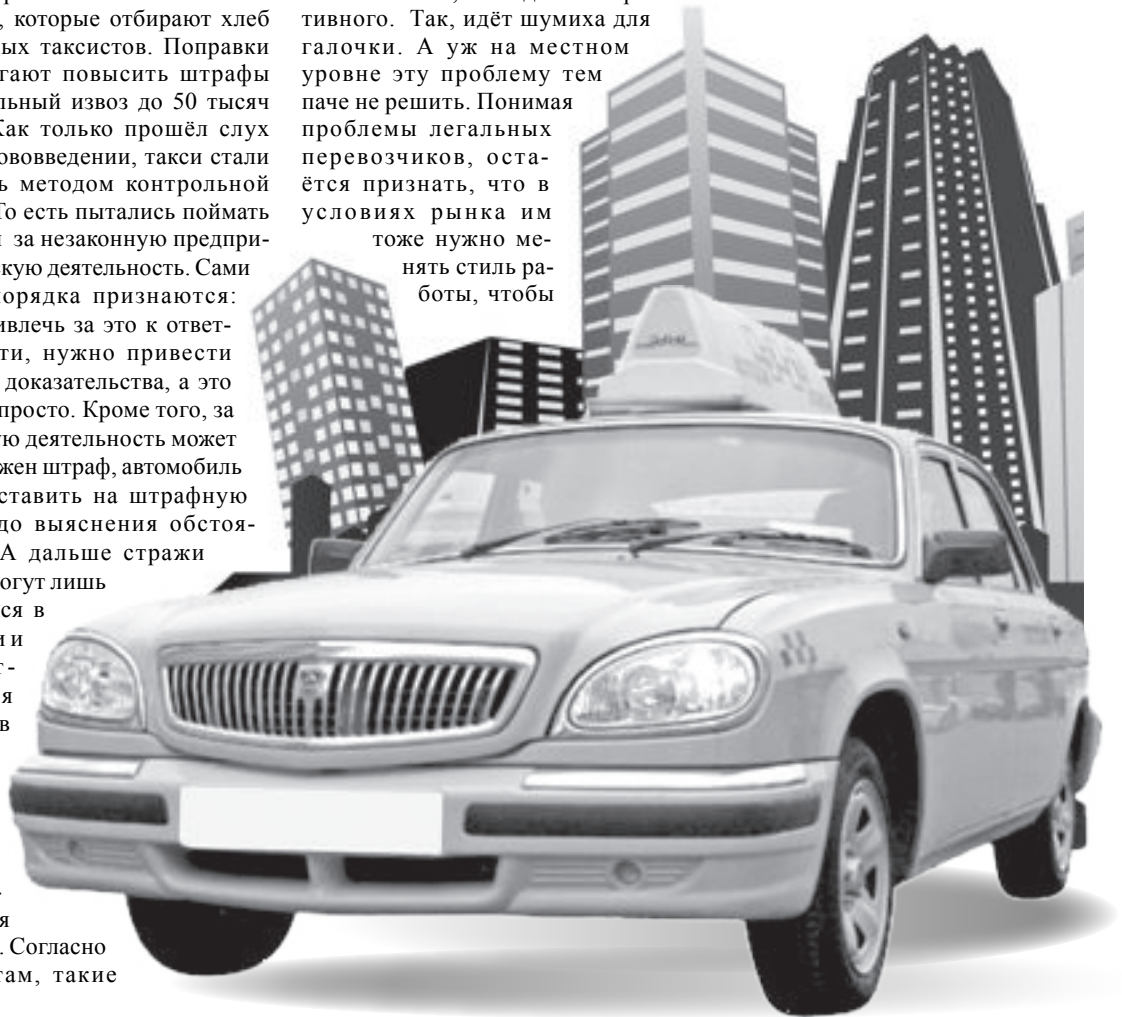 , которые отбирают хлеб
ых таксистов. Поправки
гают повысить штрафы
льный извоз до 50 тысяч
Как только прошёл слух
ововведении, такси стали
ь методом контрольной
То есть пытались поймать
за незаконную предпри-
скую деятельность. Сами
порядка признаются:
ивлечь за это к ответ-
ти, нужно привести
доказательства, а это
просто. Кроме того, за
ю деятельность может
жен штраф, автомобиль
ставить на штрафную
до выяснения обстоя-
А дальше стражи
огут лишь
ся в
ии
т-
я
в
я
. Согласно
там, такие
тивного. Так, идёт шумиха для
галочки. А уж на местном
уровне эту проблему тем
паче не решить. Понимая
проблемы легальных
перевозчиков, оста-
ётся признать, что в
условиях рынка им
тоже нужно ме-
нять стиль ра-
боты, чтобы